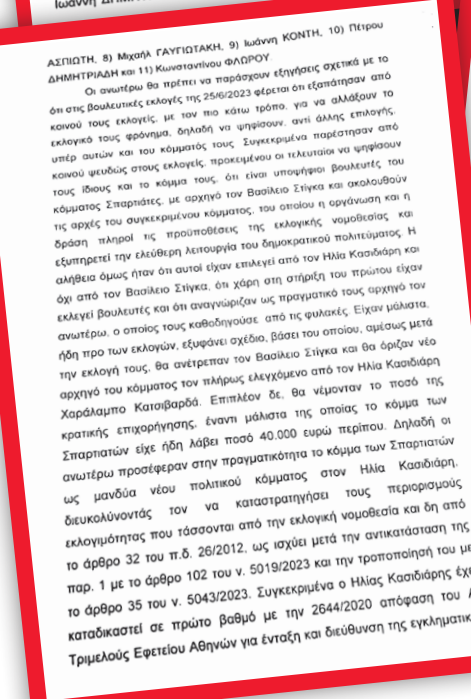 Ιωάννη
ΑΣΠΙΩΤΗ, 8) Μιχαήλ ΓΑΥΓΙΩΤΑΚΗ, 9) Ιωάννη ΚΟΝΤΗ, 10) Πέτρου
ΔΗΜΗΤΡΙΑΔΗ και 11) Κωνσταντίνου ΦΛΩΡΟΥ.
Οι ανωτέρω θα πρέπει να παράσχουν εξηγήσεις σχετικά με το
ότι στις βουλευτικές εκλογές της 25/6/2023 φέρεται ότι εξαπάτησαν από
κοινού τους εκλογείς, με τον πιο κάτω τρόπο, για να αλλάξουν το
εκλογικό τους φρόνημα, δηλαδή να ψηφίσουν, αντί άλλης επιλογής,
υπέρ αυτών και του κόμματός τους. Συγκεκριμένα παρέστησαν από
κοινού ψευδώς στους εκλογείς, προκειμένου οι τελευταίοι να ψηφίσουν
τους ίδιους και το κόμμα τους, ότι είναι υποψήφιοι βουλευτές του
κόμματος Σπαρτιάτες, με αρχηγό τον Βασίλειο Στίγκα και ακολουθούν
τις αρχές του συγκεκριμένου κόμματος, του οποίου η οργάνωση και η
δράση πληροί τις προϋποθέσεις της εκλογικής νομοθεσίας και
εξυπηρετεί την ελεύθερη λειτουργία του δημοκρατικού πολιτεύματος. Η
αλήθεια όμως ήταν ότι αυτοί είχαν επιλεγεί από τον Ηλία Κασιδιάρη και
όχι από τον Βασίλειο Στίγκα, ότι χάρη στη στήριξη του πρώτου είχαν
εκλεγεί βουλευτές και ότι αναγνώριζαν ως πραγματικό τους αρχηγό τον
ανωτέρω, ο οποίος τους καθοδηγούσε από τις φυλακές. Είχαν μάλιστα,
ήδη προ των εκλογών, εξυφάνει σχέδιο, βάσει του οποίου, αμέσως μετά
την εκλογή τους, θα ανέτρεπαν τον Βασίλειο Στίγκα και θα όριζαν νέο
αρχηγό του κόμματος τον πλήρως ελεγχόμενο από τον Ηλία Κασιδιάρη
Χαράλαμπο Κατσιβαρδά. Επιπλέον δε, θα νέμονταν το ποσό της
κρατικής επιχορήγησης, έναντι μάλιστα της οποίας το κόμμα των
Σπαρτιατών είχε ήδη λάβει ποσό 40.000 ευρώ περίπου. Δηλαδή οι
ανωτέρω προσέφεραν στην πραγματικότητα το κόμμα των Σπαρτιατών
ως μανδύα νέου πολιτικού κόμματος στον Ηλία Κασιδιάρη,
διευκολύνοντάς τον να καταστρατηγήσει τους περιορισμούς
εκλογιμότητας που τάσσονται από την εκλογική νομοθεσία και δη από
το άρθρο 32 του π.δ. 26/2012, ως ισχύει μετά την αντικατάσταση της
παρ. 1 με το άρθρο 102 του ν. 5019/2023 και την τροποποίησή του με
το άρθρο 35 του ν. 5043/2023. Συγκεκριμένα ο Ηλίας Κασιδιάρης έχε
καταδικαστεί σε πρώτο βαθμό με την 2644/2020 απόφαση του Α
Τριμελούς Εφετείου Αθηνών για ένταξη και διεύθυνση της εγκληματικ